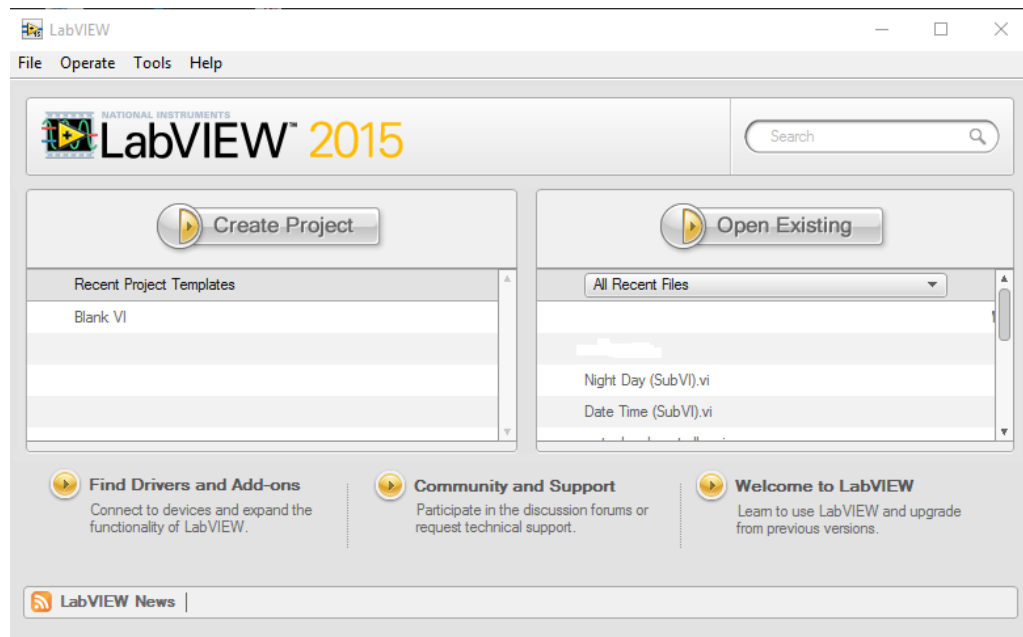 LabVIEW
File Operate Tools Help
NATIONAL INSTRUMENTS
LabVIEW™ 2015
Search
Create Project
Open Existing
Recent Project Templates
All Recent Files
Blank VI
Night Day (SubVI).vi
Date Time (SubVI).vi
Find Drivers and Add-ons
Connect to devices and expand the
functionality of LabVIEW.
Community and Support
Participate in the discussion forums or
request technical support.
Welcome to LabVIEW
Learn to use LabVIEW and upgrade
from previous versions.
LabVIEW News